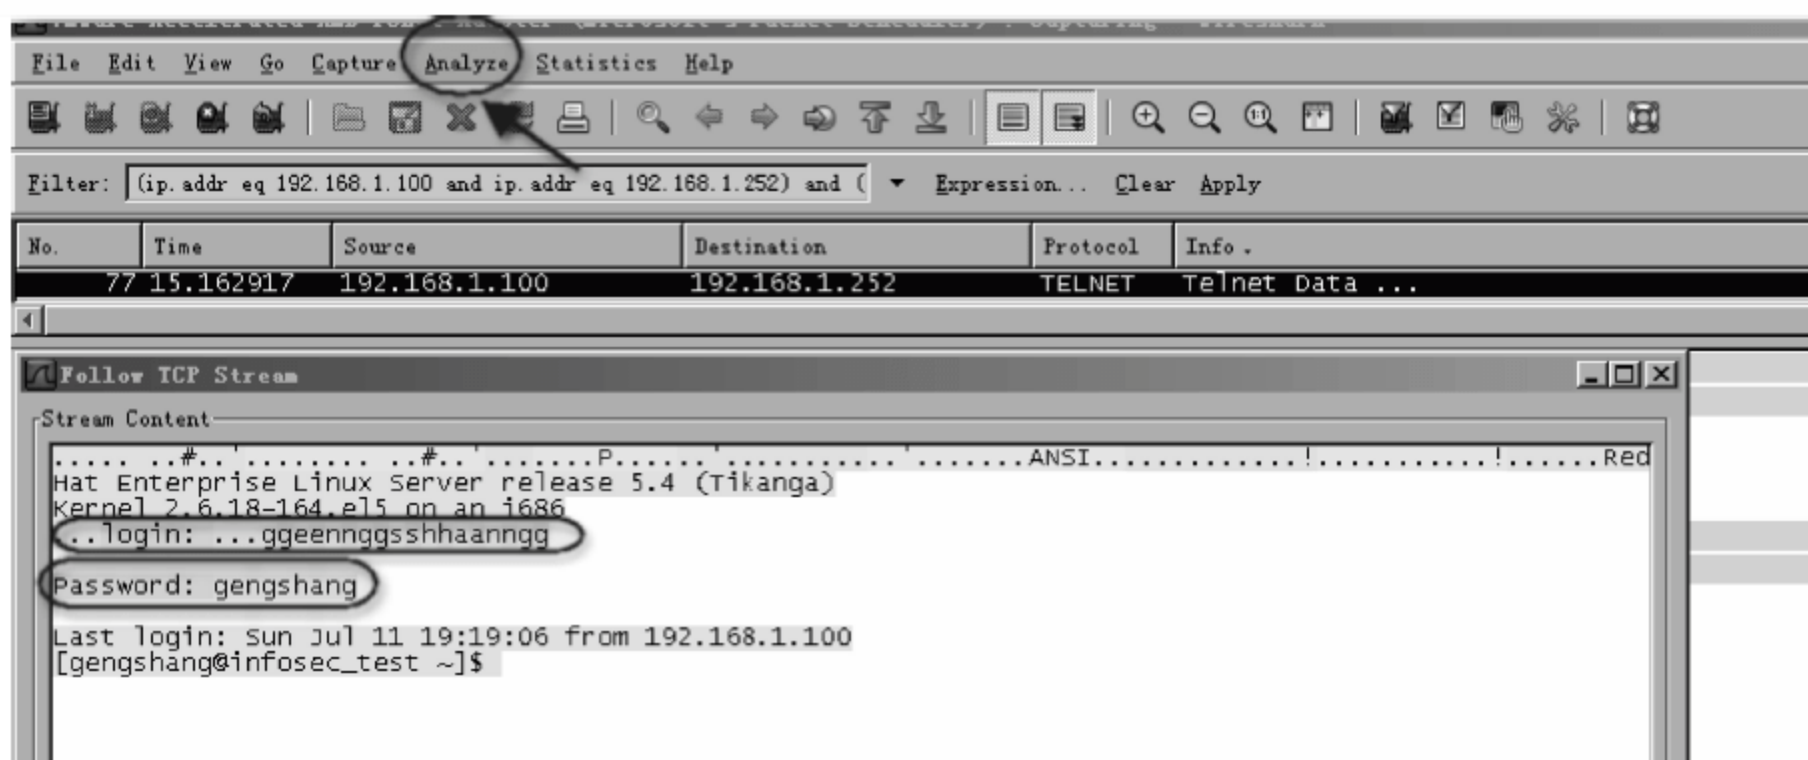 File Edit View Go Capture Analyze Statistics Help
Filter: (ip.addr eq 192.168.1.100 and ip.addr eq 192.168.1.252) and ( Expression... Clear Apply
No. Time Source Destination Protocol Info .
77 15.162917 192.168.1.100 192.168.1.252 TELNET Telnet Data ...
Follow TCP Stream
Stream Content
..... ..#..'........ ..#..'.......P......'...........'.......ANSI.............!...........!......Red
Hat Enterprise Linux Server release 5.4 (Tikanga)
Kernel 2.6.18-164.el5 on an i686
...login: ...ggeennggsshhaanngg
Password: gengshang
Last login: Sun Jul 11 19:19:06 from 192.168.1.100
[gengshang@infosec_test ~]$